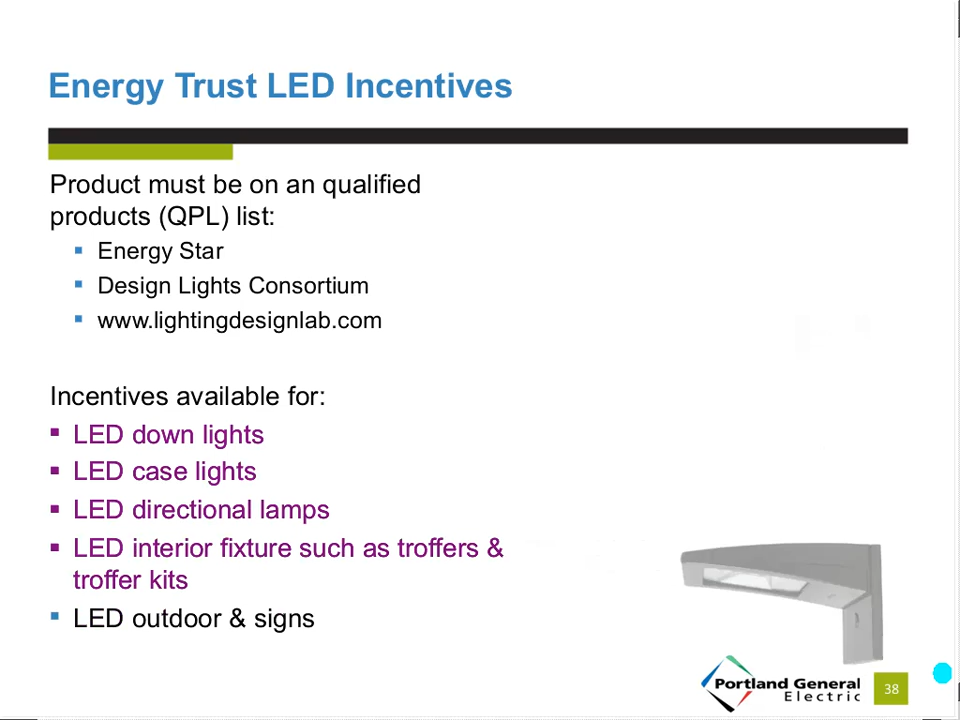 Energy Trust LED Incentives
Product must be on an qualified
products (QPL) list:
Energy Star
Design Lights Consortium
www.lightingdesignlab.com
Incentives available for:
LED down lights
LED case lights
LED directional lamps
LED interior fixture such as troffers &
troffer kits
LED outdoor & signs
Portland General
Electric
38